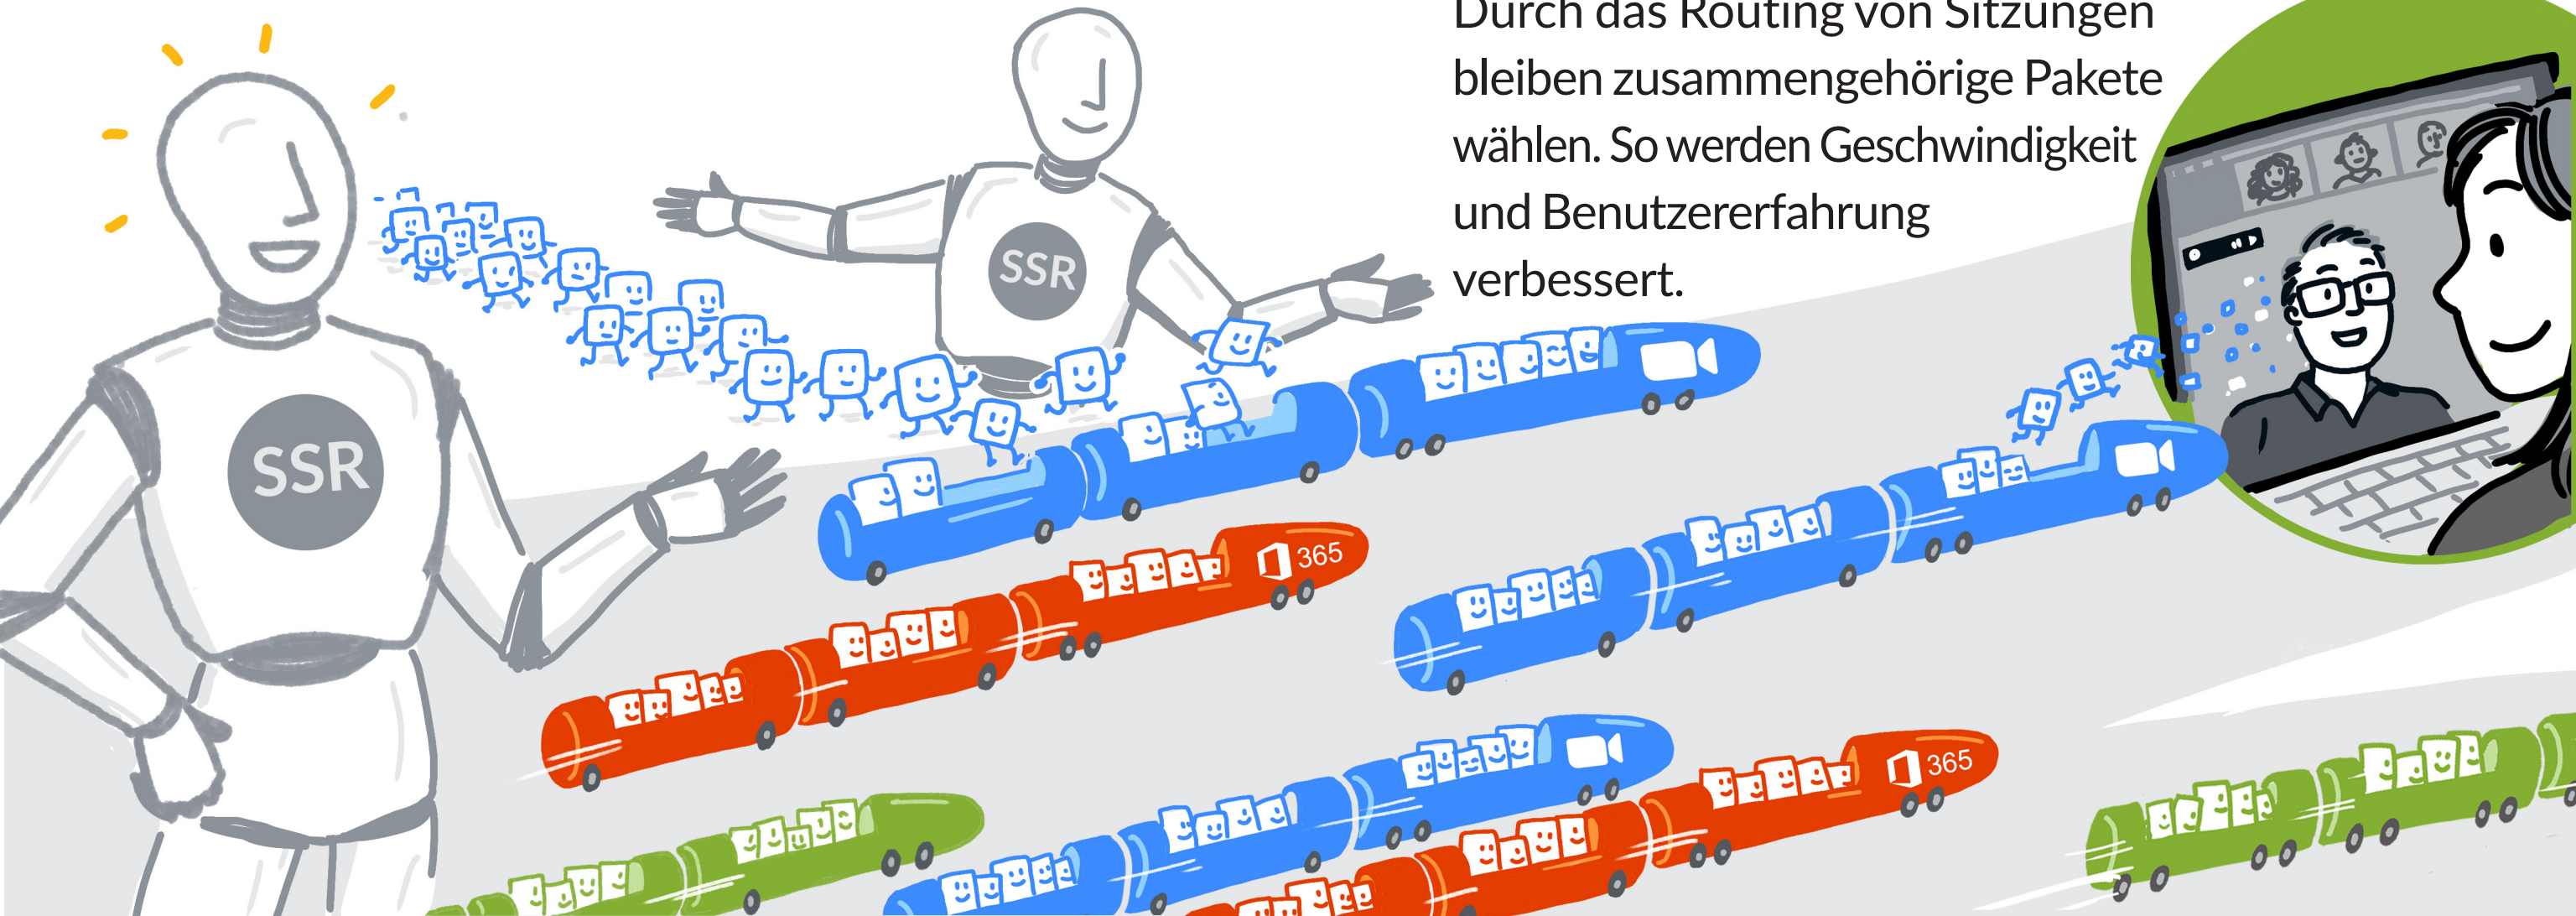 Durch das Routing von Sitzungen
bleiben zusammengehörige Pakete
wählen. So werden Geschwindigkeit
und Benutzererfahrung
verbessert.
SSR
SSR
365
365